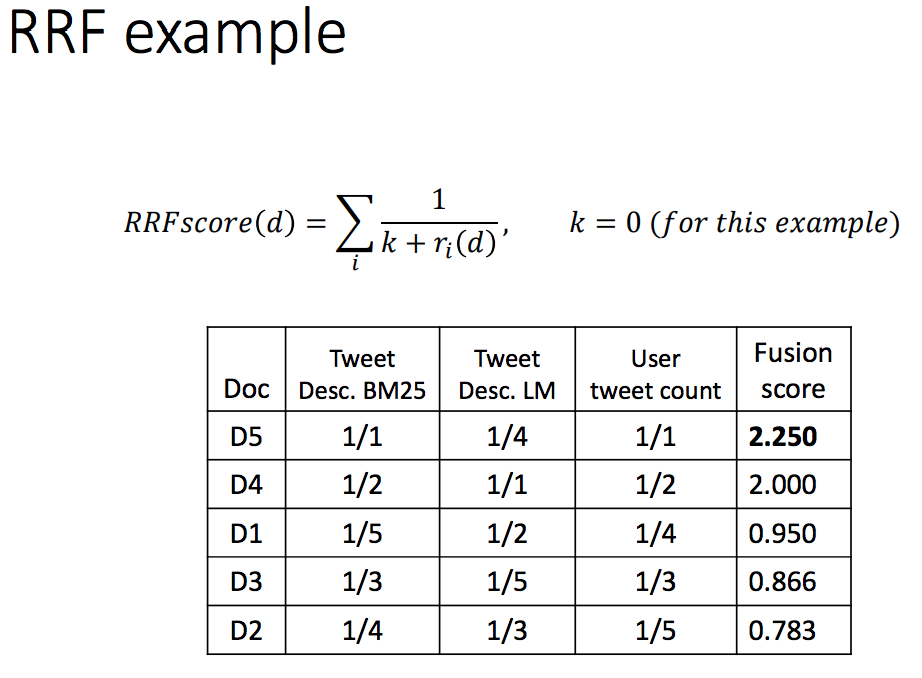 RRF example
RRFscore(d) = ∑_i 1/(k + r_i(d)), k = 0 (for this example)
Doc | Tweet Desc. BM25 | Tweet Desc. LM | User tweet count | Fusion score
D5 | 1/1 | 1/4 | 1/1 | 2.250
D4 | 1/2 | 1/1 | 1/2 | 2.000
D1 | 1/5 | 1/2 | 1/4 | 0.950
D3 | 1/3 | 1/5 | 1/3 | 0.866
D2 | 1/4 | 1/3 | 1/5 | 0.783